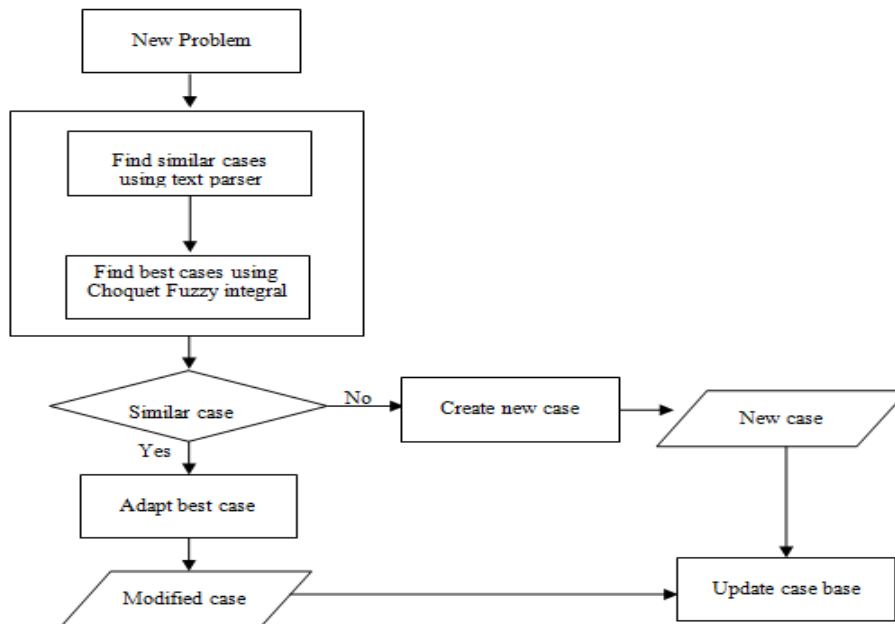 New Problem
Find similar cases
using text parser
Find best cases using
Choquet Fuzzy integral
Similar case
No
Create new case
New case
Yes
Adapt best case
Modified case
Update case base